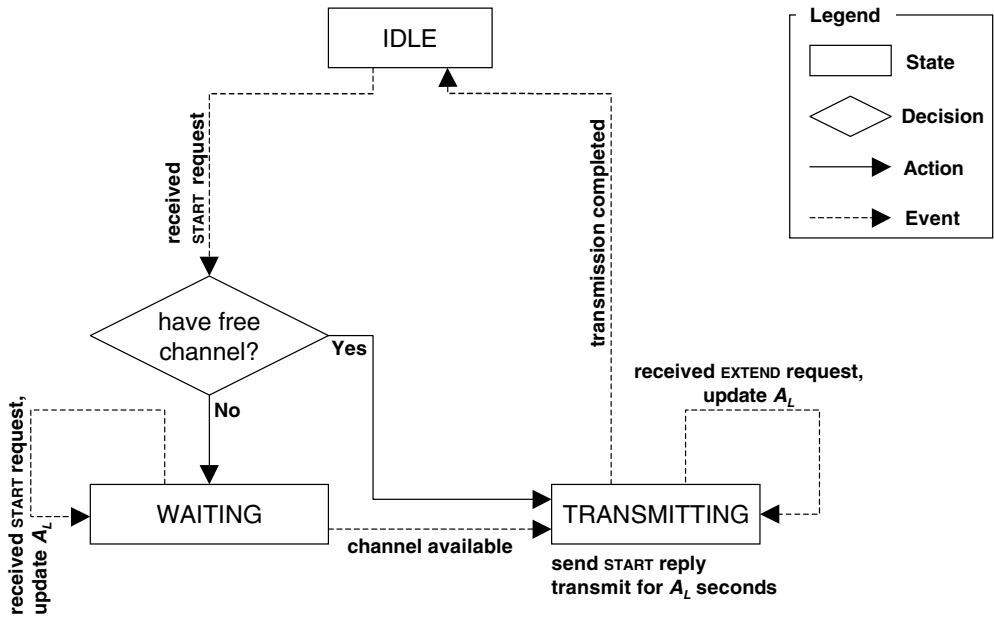 IDLE
Legend
State
Decision
Action
Event
received
START request
transmission completed
have free
channel?
Yes
No
received EXTEND request,
update A_L
received START request,
update A_L
WAITING
TRANSMITTING
channel available
send START reply
transmit for A_L seconds